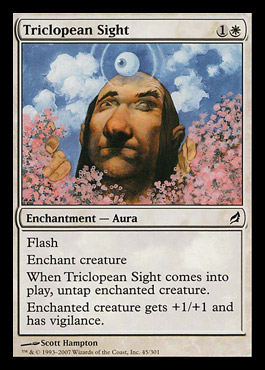 Triclopean Sight 1
Enchantment — Aura
Flash
Enchant creature
When Triclopean Sight comes into
play, untap enchanted creature.
Enchanted creature gets +1/+1 and
has vigilance.
Scott Hampton
™ & © 1993–2007 Wizards of the Coast, Inc. 45/301